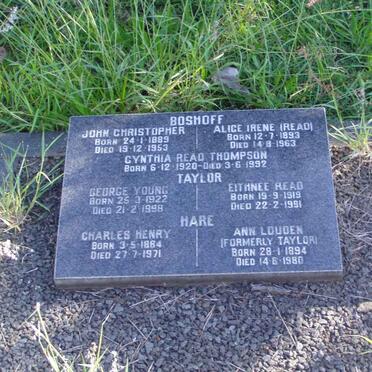 BOSHOFF
JOHN CHRISTOPHER
BORN 24·1·1889
DIED 19·12·1953
ALICE IRENE (READ)
BORN 12·7·1893
DIED 14·8·1963
CYNTHIA READ THOMPSON
BORN 6·12·1920-DIED 3·6·1992
TAYLOR
GEORGE YOUNG
BORN 25·3·1922
DIED 21·2·1998
EITHNEE READ
BORN 19·9·1919
DIED 22·2·1991
HARE
CHARLES HENRY
BORN 3·5·1884
DIED 27·7·1971
ANN LOUDEN
(FORMERLY TAYLOR)
BORN 28·1·1894
DIED 14·6·1980